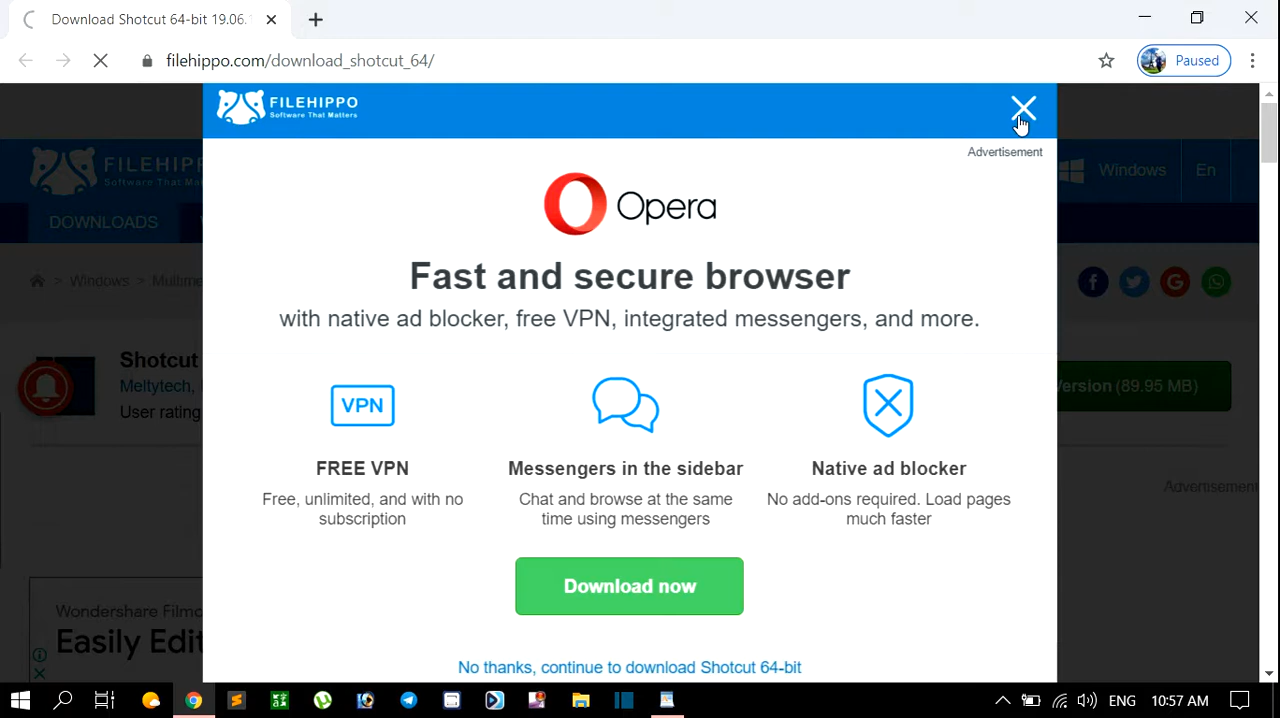 Download Shotcut 64-bit 19.06.
filehippo.com/download_shotcut_64/
Paused
FILEHIPPO
Software That Matters
Advertisement
FILEHIPP
Software That Mat
Windows
En
DOWNLOADS
Opera
Fast and secure browser
with native ad blocker, free VPN, integrated messengers, and more.
> Windows > Multime
Shotcut
Meltytech,
User rating
Version (89.95 MB)
VPN
FREE VPN
Free, unlimited, and with no
subscription
Messengers in the sidebar
Chat and browse at the same
time using messengers
Native ad blocker
No add-ons required. Load pages
much faster
Advertisement
Download now
Wondershare Filmo
Easily Edit
No thanks, continue to download Shotcut 64-bit
ENG
10:57 AM